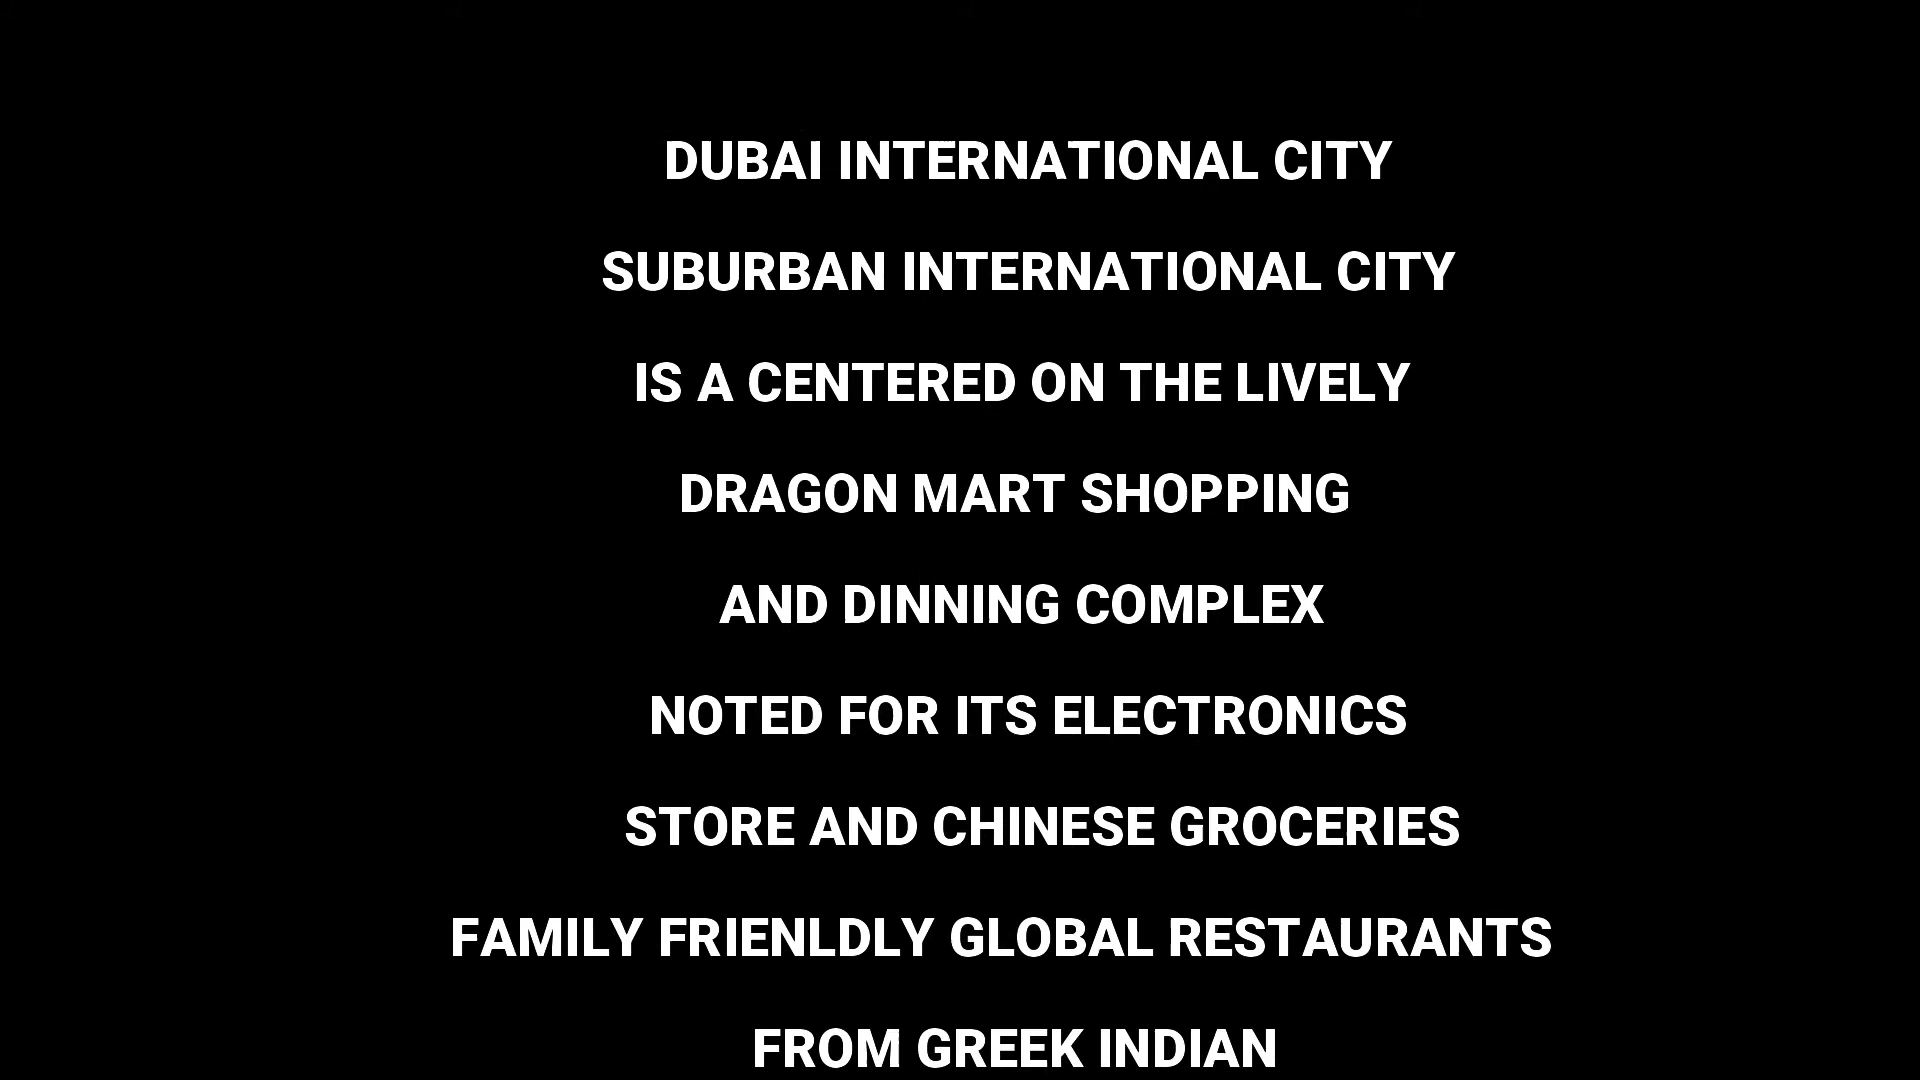 DUBAI INTERNATIONAL CITY
SUBURBAN INTERNATIONAL CITY
IS A CENTERED ON THE LIVELY
DRAGON MART SHOPPING
AND DINNING COMPLEX
NOTED FOR ITS ELECTRONICS
STORE AND CHINESE GROCERIES
FAMILY FRIENLDLY GLOBAL RESTAURANTS
FROM GREEK INDIAN